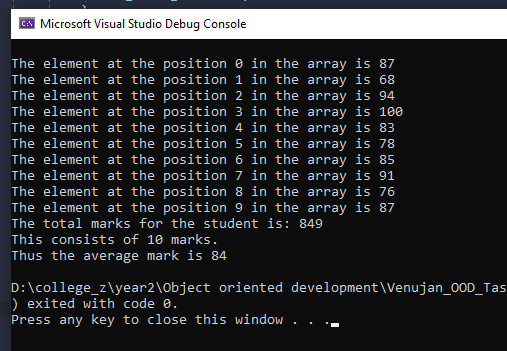 Microsoft Visual Studio Debug Console
The element at the position 0 in the array is 87
The element at the position 1 in the array is 68
The element at the position 2 in the array is 94
The element at the position 3 in the array is 100
The element at the position 4 in the array is 83
The element at the position 5 in the array is 78
The element at the position 6 in the array is 85
The element at the position 7 in the array is 91
The element at the position 8 in the array is 76
The element at the position 9 in the array is 87
The total marks for the student is: 849
This consists of 10 marks.
Thus the average mark is 84
D:\college_z\year2\Object oriented development\Venujan_OOD_Tas
) exited with code 0.
Press any key to close this window . . .